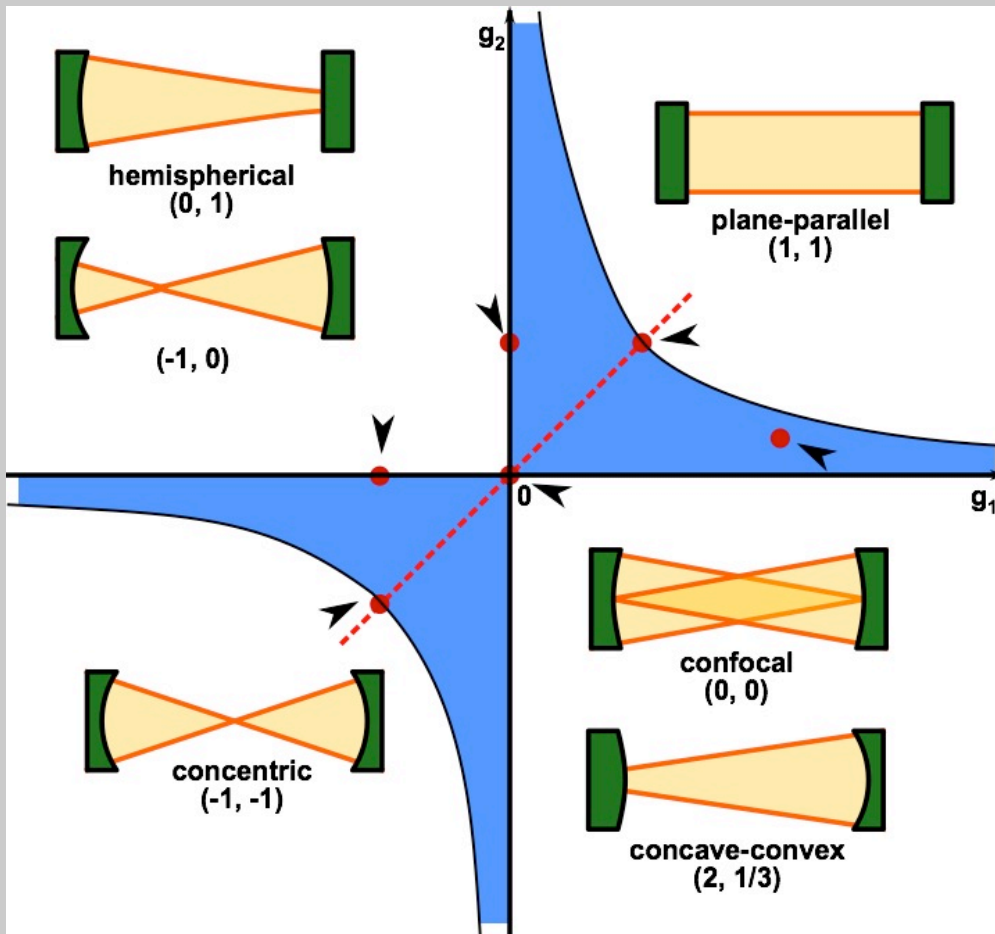 g2
hemispherical
(0, 1)
plane-parallel
(1, 1)
(-1, 0)
0
g1
confocal
(0, 0)
concentric
(-1, -1)
concave-convex
(2, 1/3)